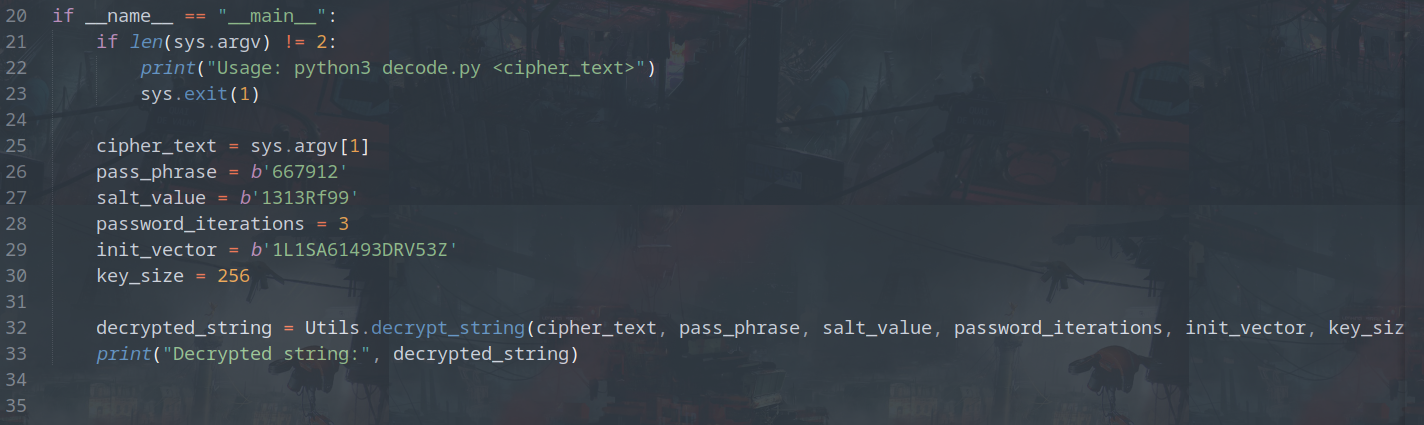 20 if __name__ == "__main__":
21     if len(sys.argv) != 2:
22         print("Usage: python3 decode.py <cipher_text>")
23         sys.exit(1)
24
25     cipher_text = sys.argv[1]
26     pass_phrase = b'667912'
27     salt_value = b'1313Rf99'
28     password_iterations = 3
29     init_vector = b'1L1SA61493DRV53Z'
30     key_size = 256
31
32     decrypted_string = Utils.decrypt_string(cipher_text, pass_phrase, salt_value, password_iterations, init_vector, key_siz
33     print("Decrypted string:", decrypted_string)
34
35